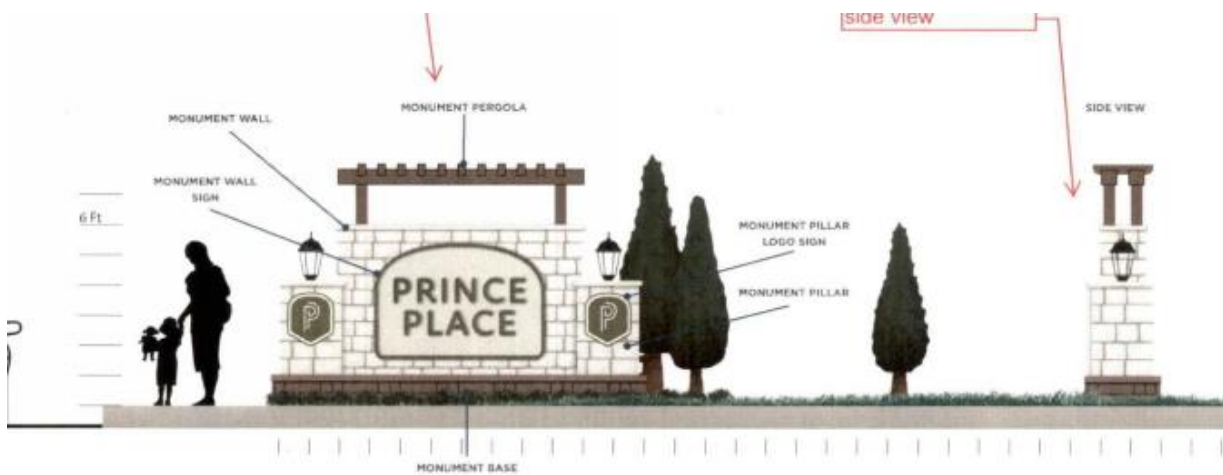 side view
MONUMENT PERGOLA
SIDE VIEW
MONUMENT WALL
MONUMENT WALL
SIGN
6 Ft
MONUMENT PILLAR
LOGO SIGN
PRINCE
PLACE
MONUMENT PILLAR
P
P
MONUMENT BASE